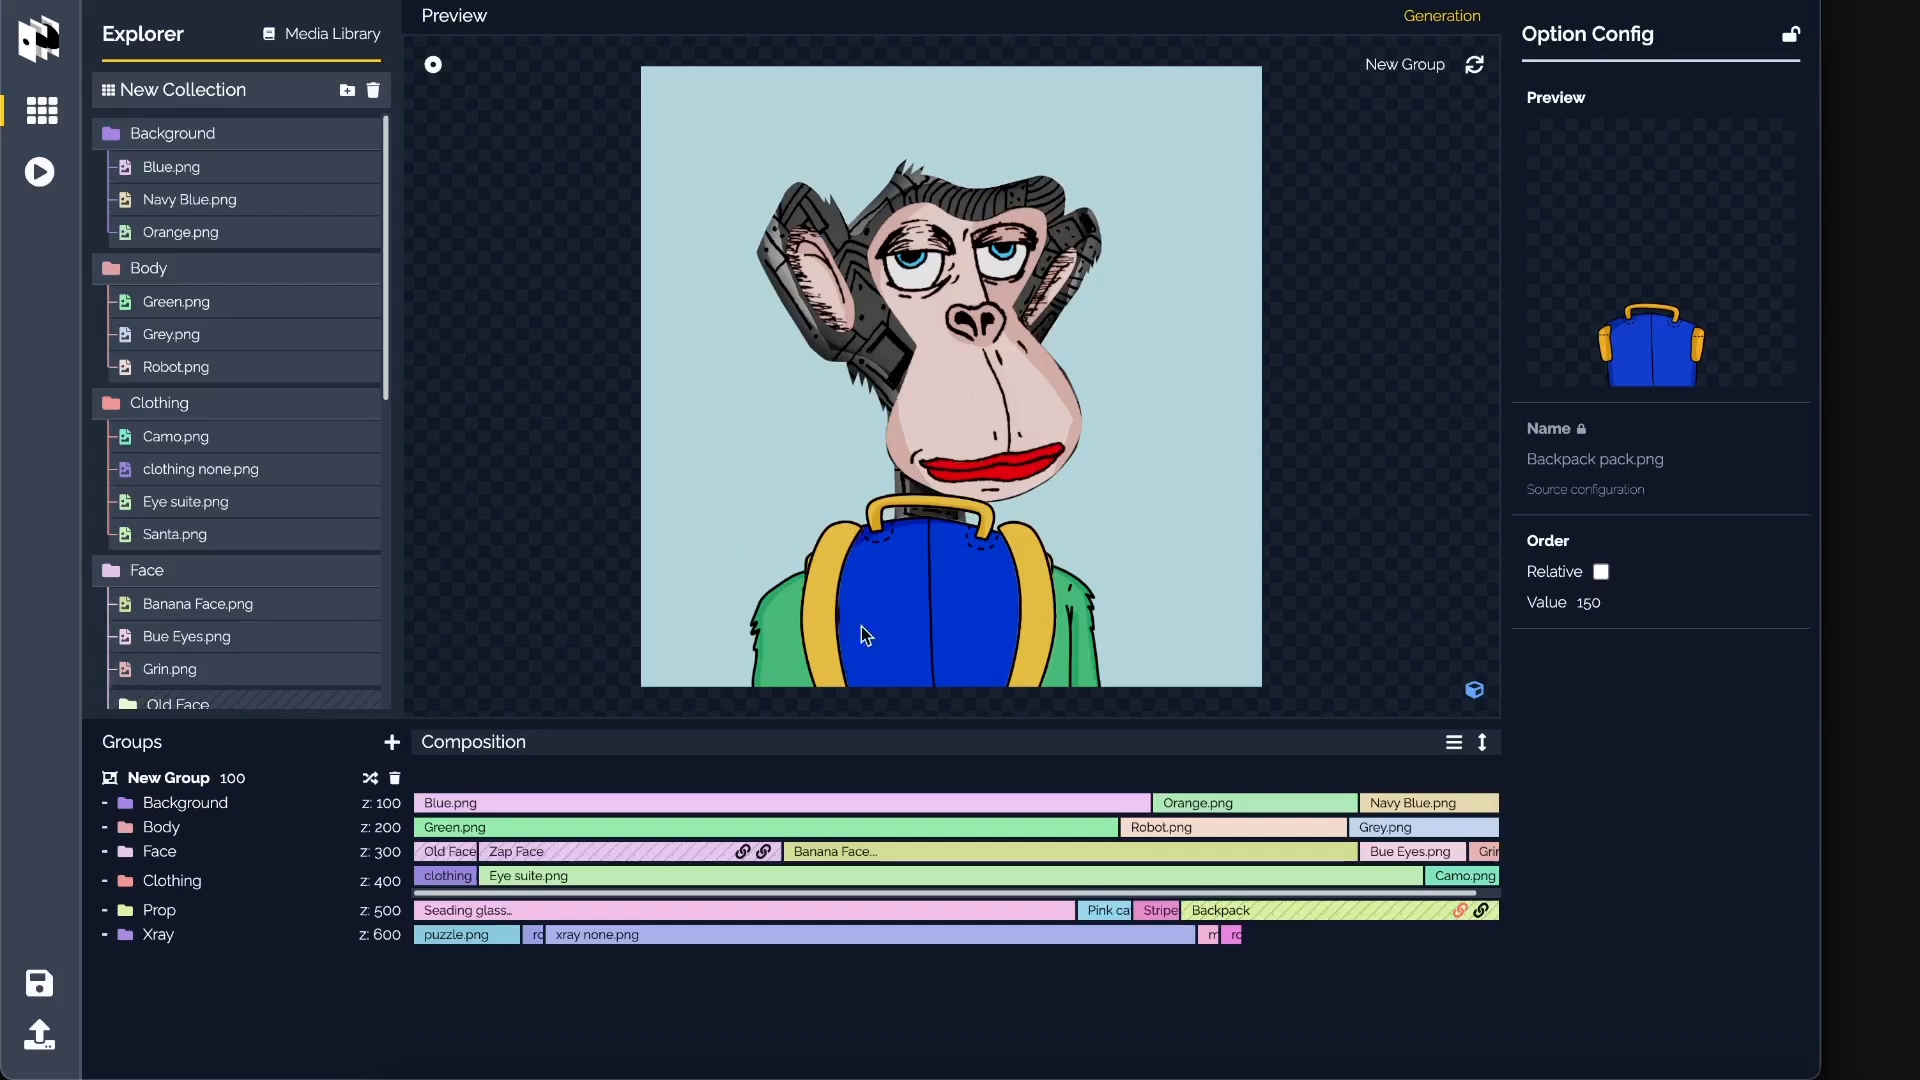 Explorer
Media Library
New Collection
Background
Blue.png
Navy Blue.png
Orange.png
Body
Green.png
Grey.png
Robot.png
Clothing
Camo.png
clothing none.png
Eye suite.png
Santa.png
Face
Banana Face.png
Bue Eyes.png
Grin.png
Old Face
Preview
Generation
New Group
Option Config
Preview
Name
Backpack pack.png
Source configuration
Order
Relative
Value 150
Groups
Composition
New Group 100
Background z: 100 Blue.png Orange.png Navy Blue.png
Body z: 200 Green.png Robot.png Grey.png
Face z: 300 Old Face Zap Face Banana Face... Bue Eyes.png Grin
Clothing z: 400 clothing Eye suite.png Camo.png
Prop z: 500 Seading glass... Pink ca Stripe Backpack
Xray z: 600 puzzle.png rc xray none.png m rc